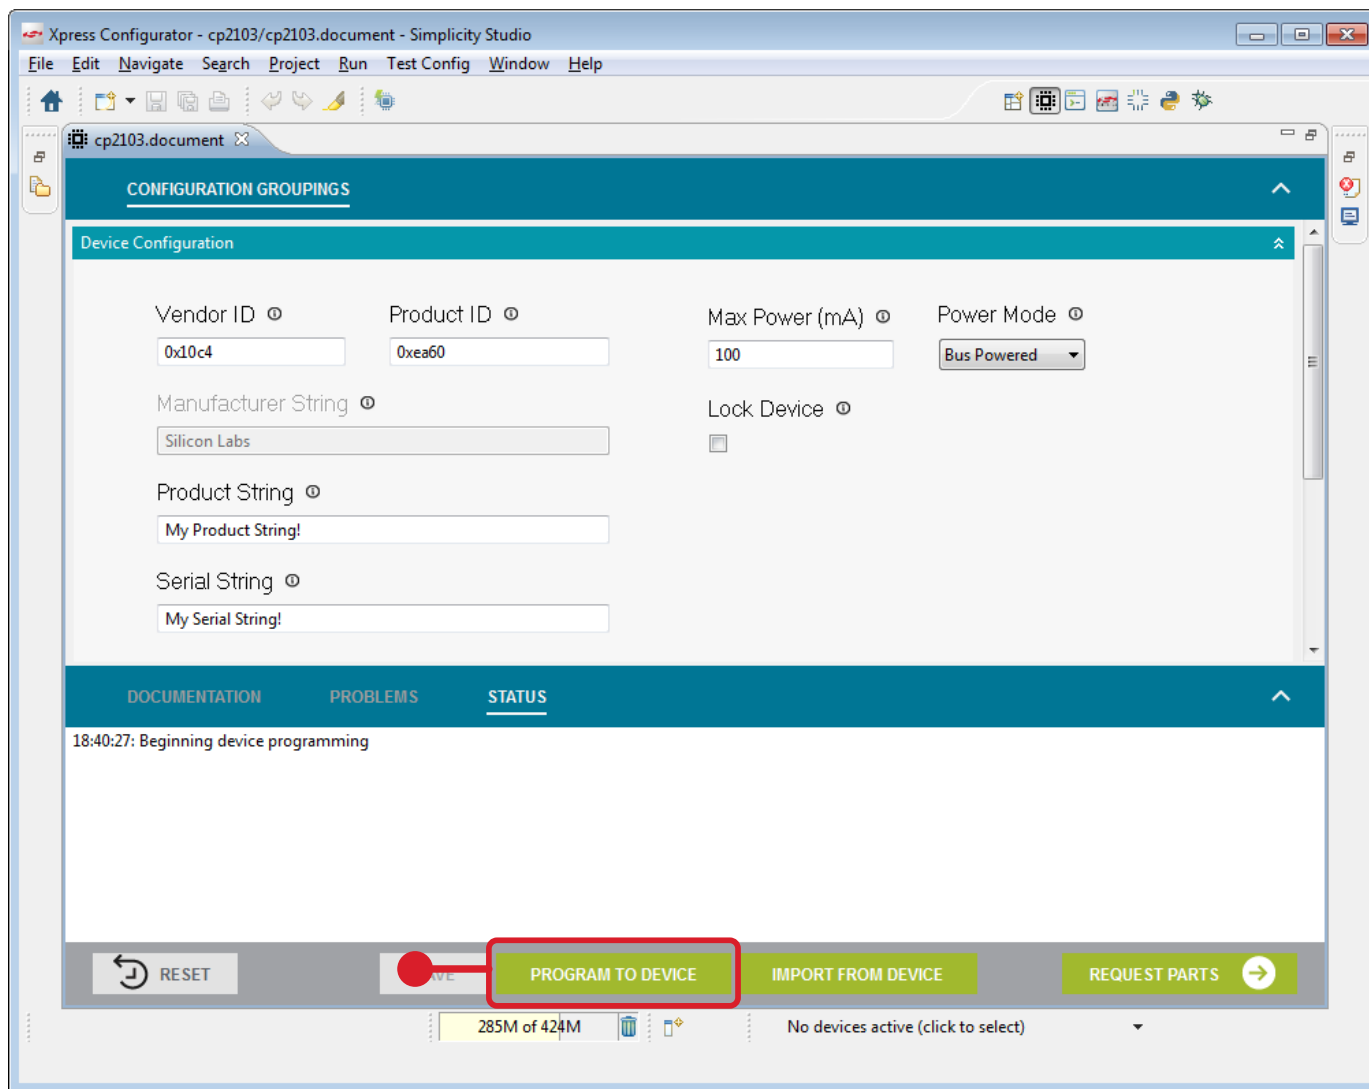 Xpress Configurator - cp2103/cp2103.document - Simplicity Studio
File Edit Navigate Search Project Run Test Config Window Help
cp2103.document
CONFIGURATION GROUPINGS
Device Configuration
Vendor ID Product ID Max Power (mA) Power Mode
0x10c4 0xea60 100 Bus Powered
Manufacturer String Lock Device
Silicon Labs
Product String
My Product String!
Serial String
My Serial String!
DOCUMENTATION PROBLEMS STATUS
18:40:27: Beginning device programming
RESET PROGRAM TO DEVICE IMPORT FROM DEVICE REQUEST PARTS
285M of 424M No devices active (click to select)